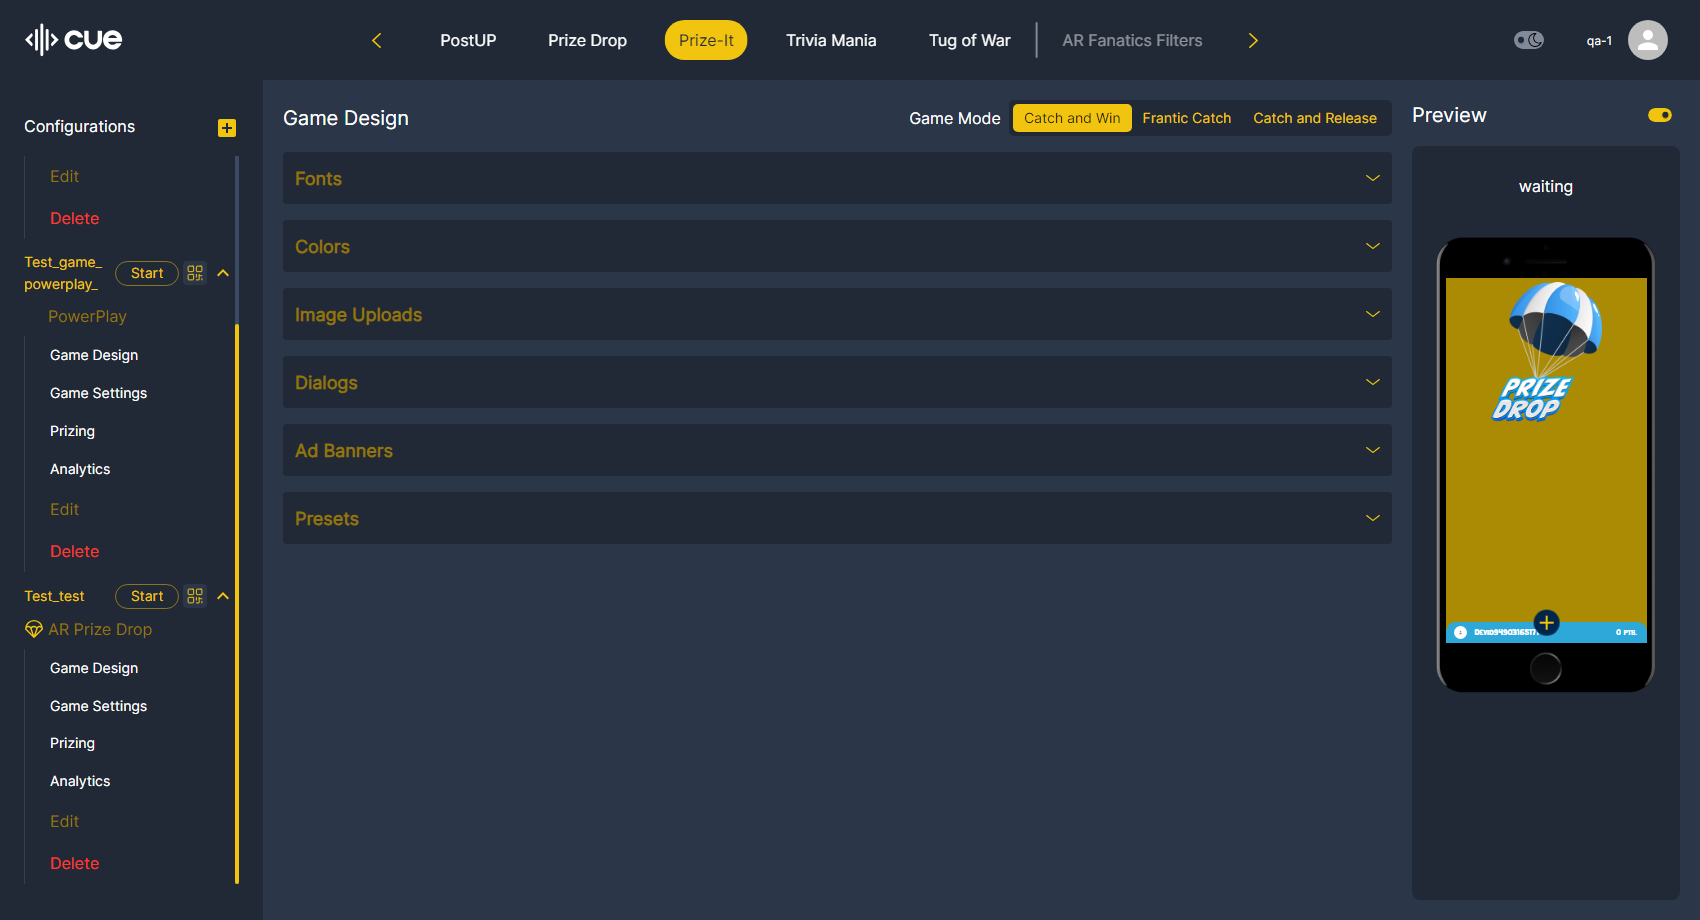 cue
PostUP
Prize Drop
Prize-It
Trivia Mania
Tug of War
AR Fanatics Filters
qa-1
Configurations
Edit
Delete
Test_game_
powerplay_
Start
PowerPlay
Game Design
Game Settings
Prizing
Analytics
Edit
Delete
Test_test
Start
AR Prize Drop
Game Design
Game Settings
Prizing
Analytics
Edit
Delete
Game Design
Game Mode
Catch and Win
Frantic Catch
Catch and Release
Fonts
Colors
Image Uploads
Dialogs
Ad Banners
Presets
Preview
waiting
PRIZE
DROP
0 PTS.